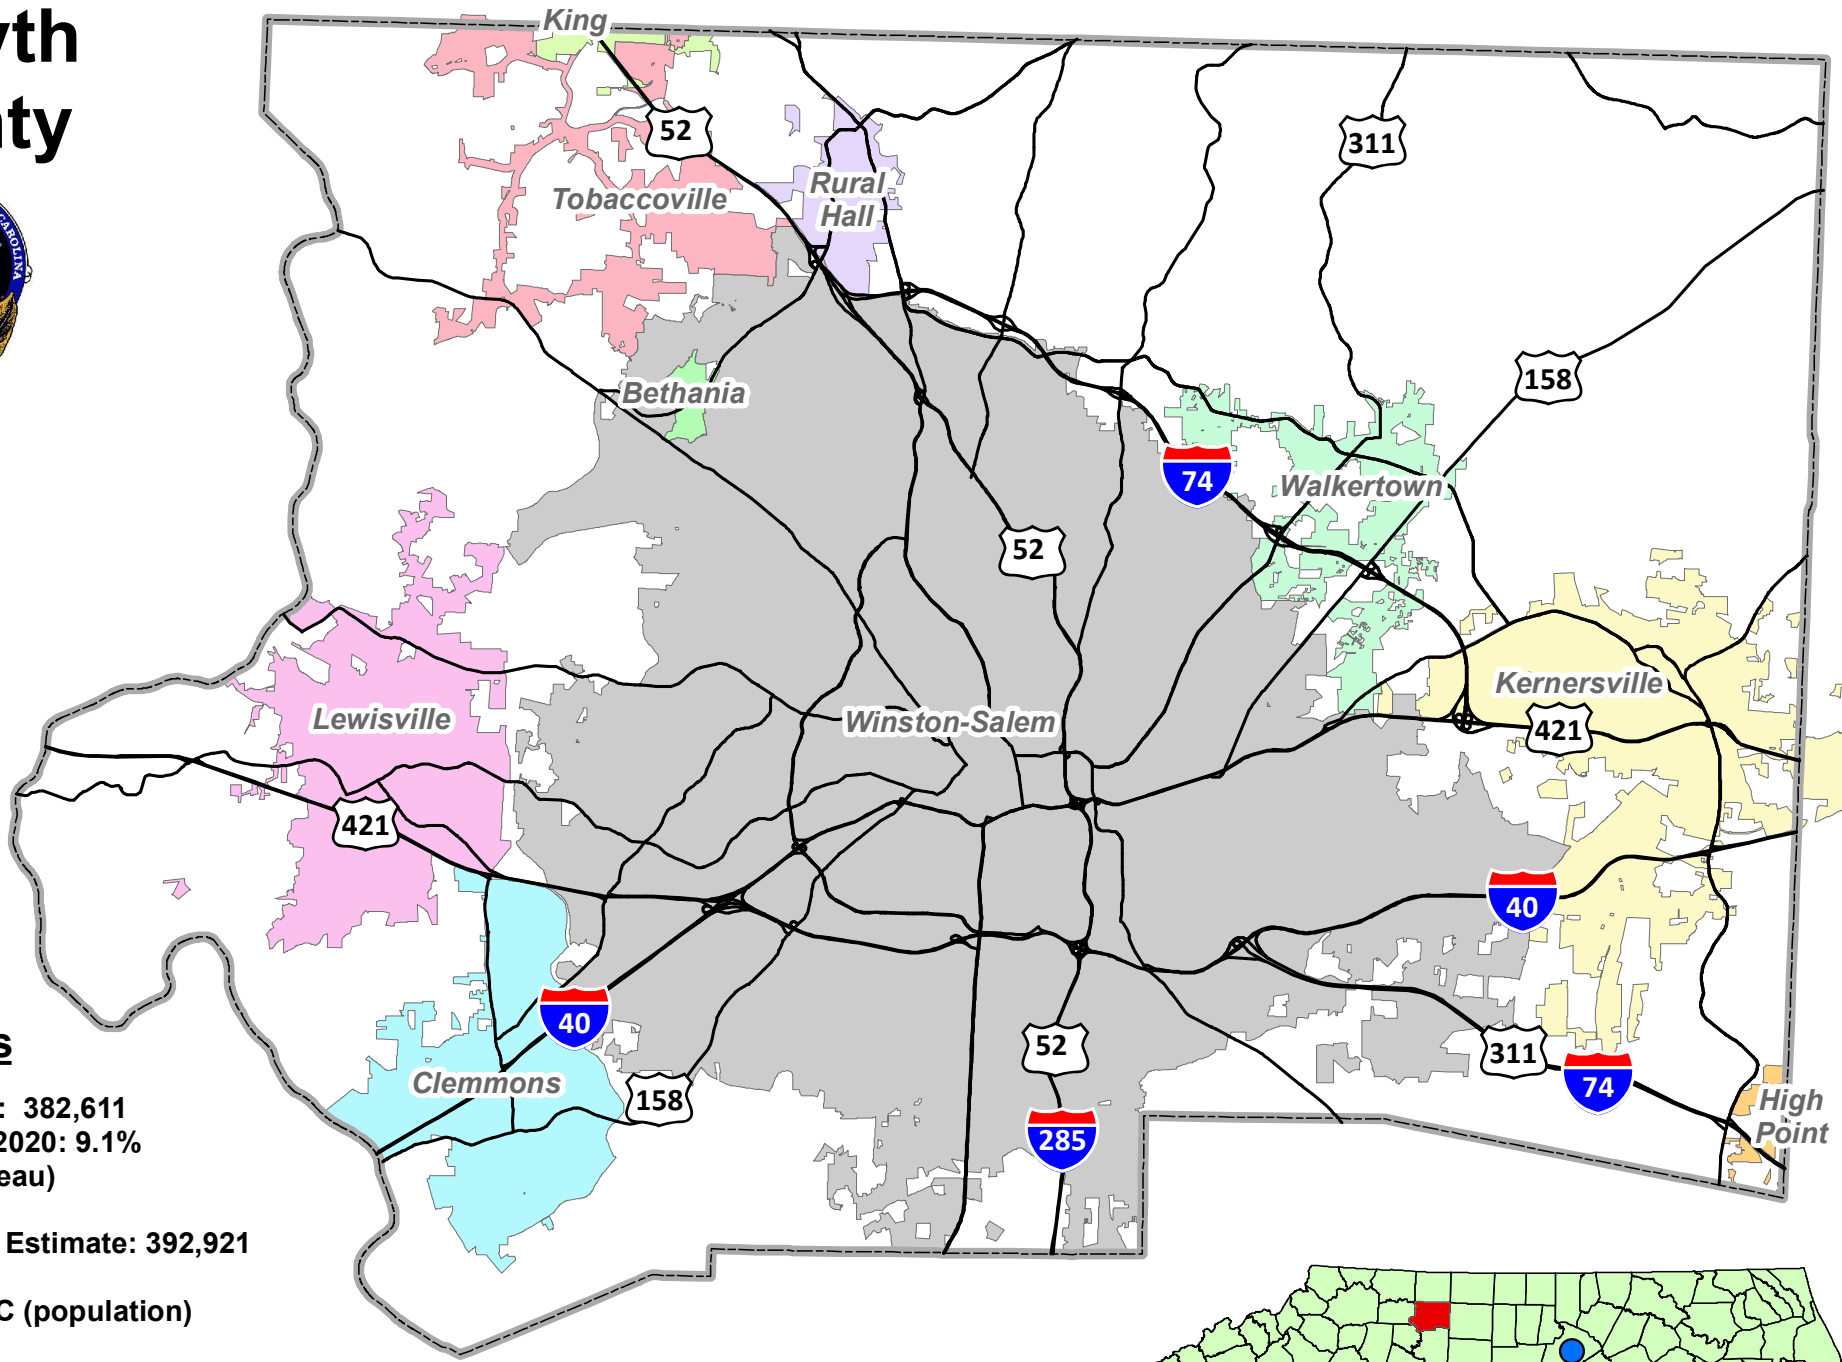 yth
nty
CAROLINA
King
52
311
Tobaccoville
Rural
Hall
158
Bethania
74
Walkertown
52
Kernersville
Lewisville
Winston-Salem
421
421
40
40
52
311
74
Clemmons
158
High
Point
285
s
: 382,611
2020: 9.1%
eau)
Estimate: 392,921
C (population)